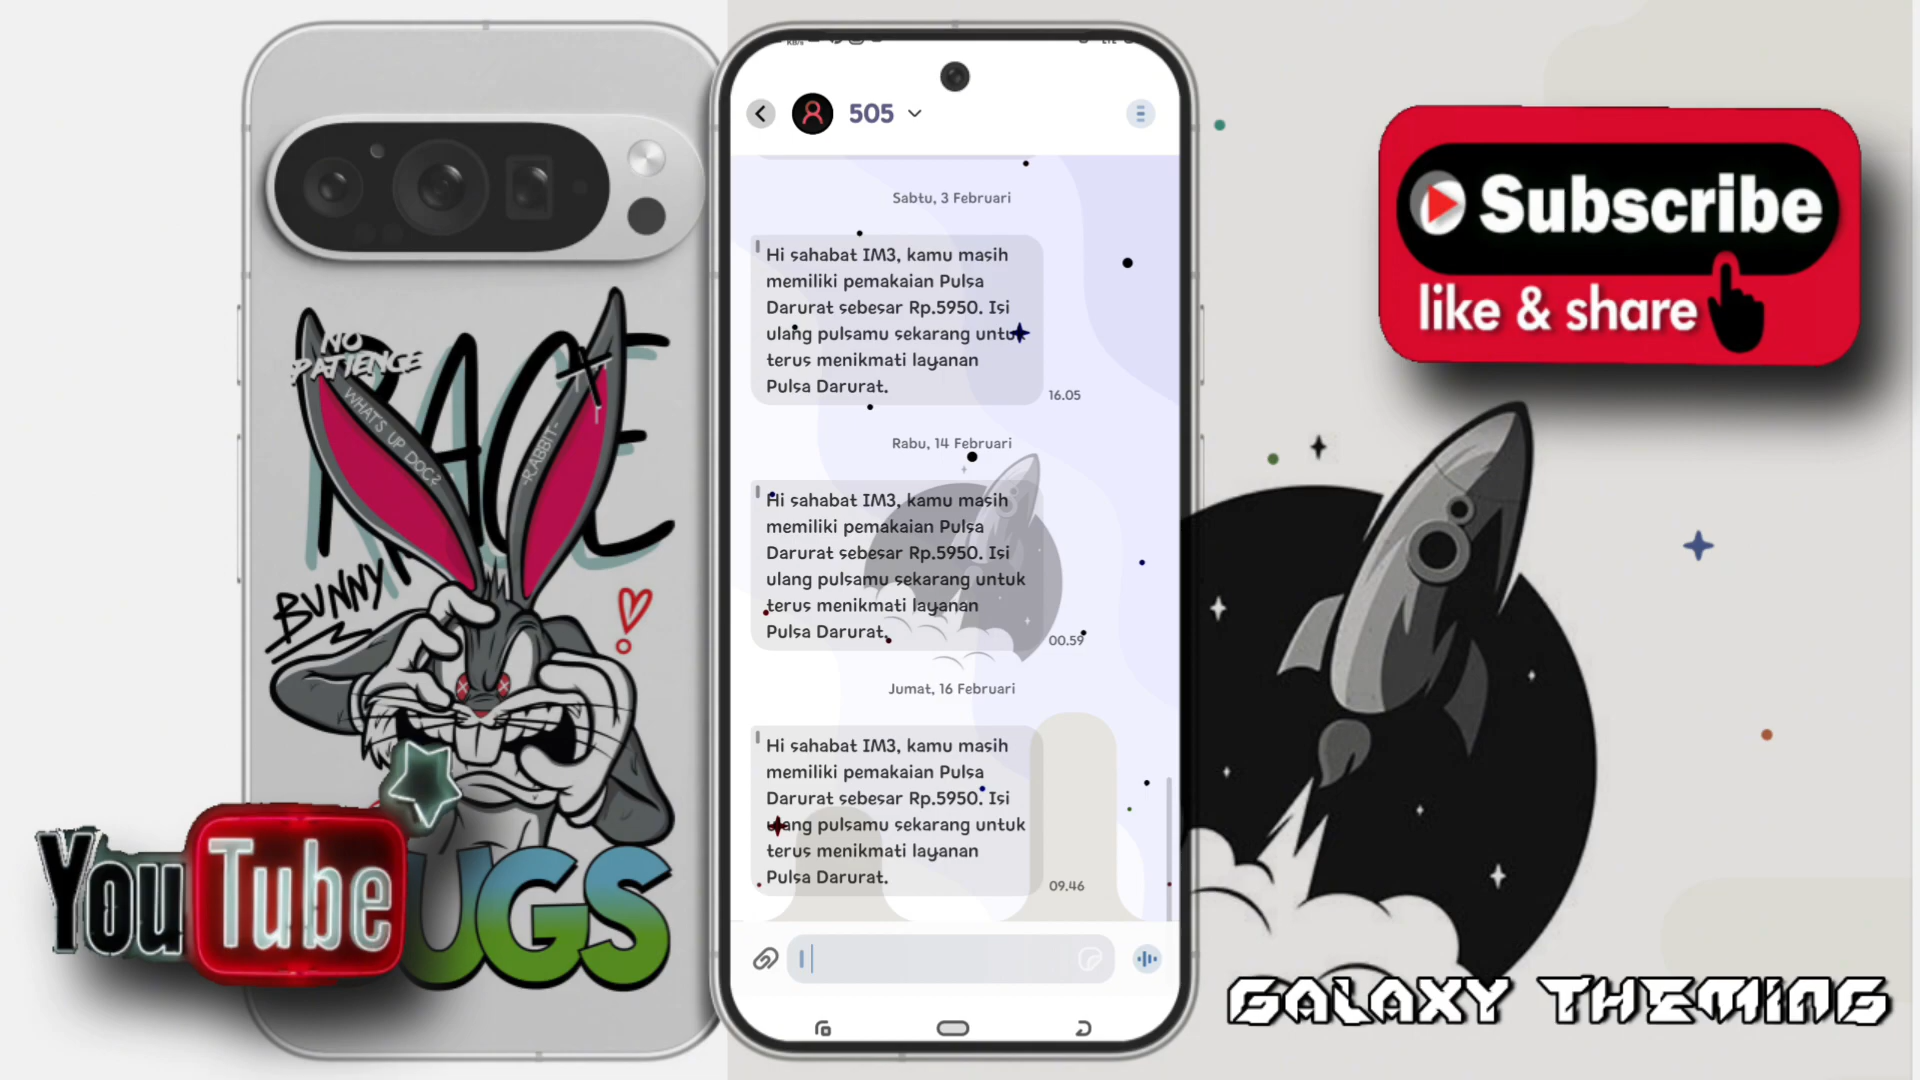 505
Sabtu, 3 Februari
Hi sahabat IM3, kamu masih
memiliki pemakaian Pulsa
Darurat sebesar Rp.5950. Isi
ulang pulsamu sekarang untuk
terus menikmati layanan
Pulsa Darurat.
16.05
Rabu, 14 Februari
Hi sahabat IM3, kamu masih
memiliki pemakaian Pulsa
Darurat sebesar Rp.5950. Isi
ulang pulsamu sekarang untuk
terus menikmati layanan
Pulsa Darurat.
00.59
Jumat, 16 Februari
Hi sahabat IM3, kamu masih
memiliki pemakaian Pulsa
Darurat sebesar Rp.5950. Isi
ulang pulsamu sekarang untuk
terus menikmati layanan
Pulsa Darurat.
09.46
NO
PATIENCE
RACE
WHAT'S UP DOC?
-RABBIT-
BUNNY
YouTube
UGS
Subscribe
like & share
GALAXY THEMING